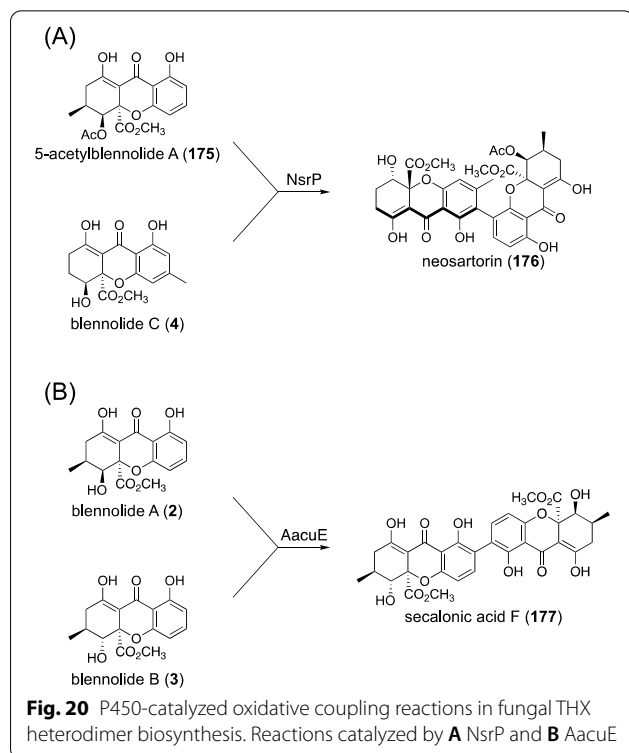 (A)
OH O OH
AcO
CO₂CH₃
5-acetylblennolide A (175)
NsrP
OH O OH
HO
CO₂CH₃
O
blennolide C (4)
HO CO₂CH₃
O
OH O OH
AcO
H₃CO₂C
O
OH
O
OH
neosartorin (176)
(B)
OH O OH
O
HO CO₂CH₃
blennolide A (2)
AacuE
OH O OH
O
HO CO₂CH₃
blennolide B (3)
OH O OH
O
HO CO₂CH₃
CH₃O₂C OH
O
OH O OH
secalonic acid F (177)
Fig. 20 P450-catalyzed oxidative coupling reactions in fungal THX
heterodimer biosynthesis. Reactions catalyzed by A NsrP and B AacuE